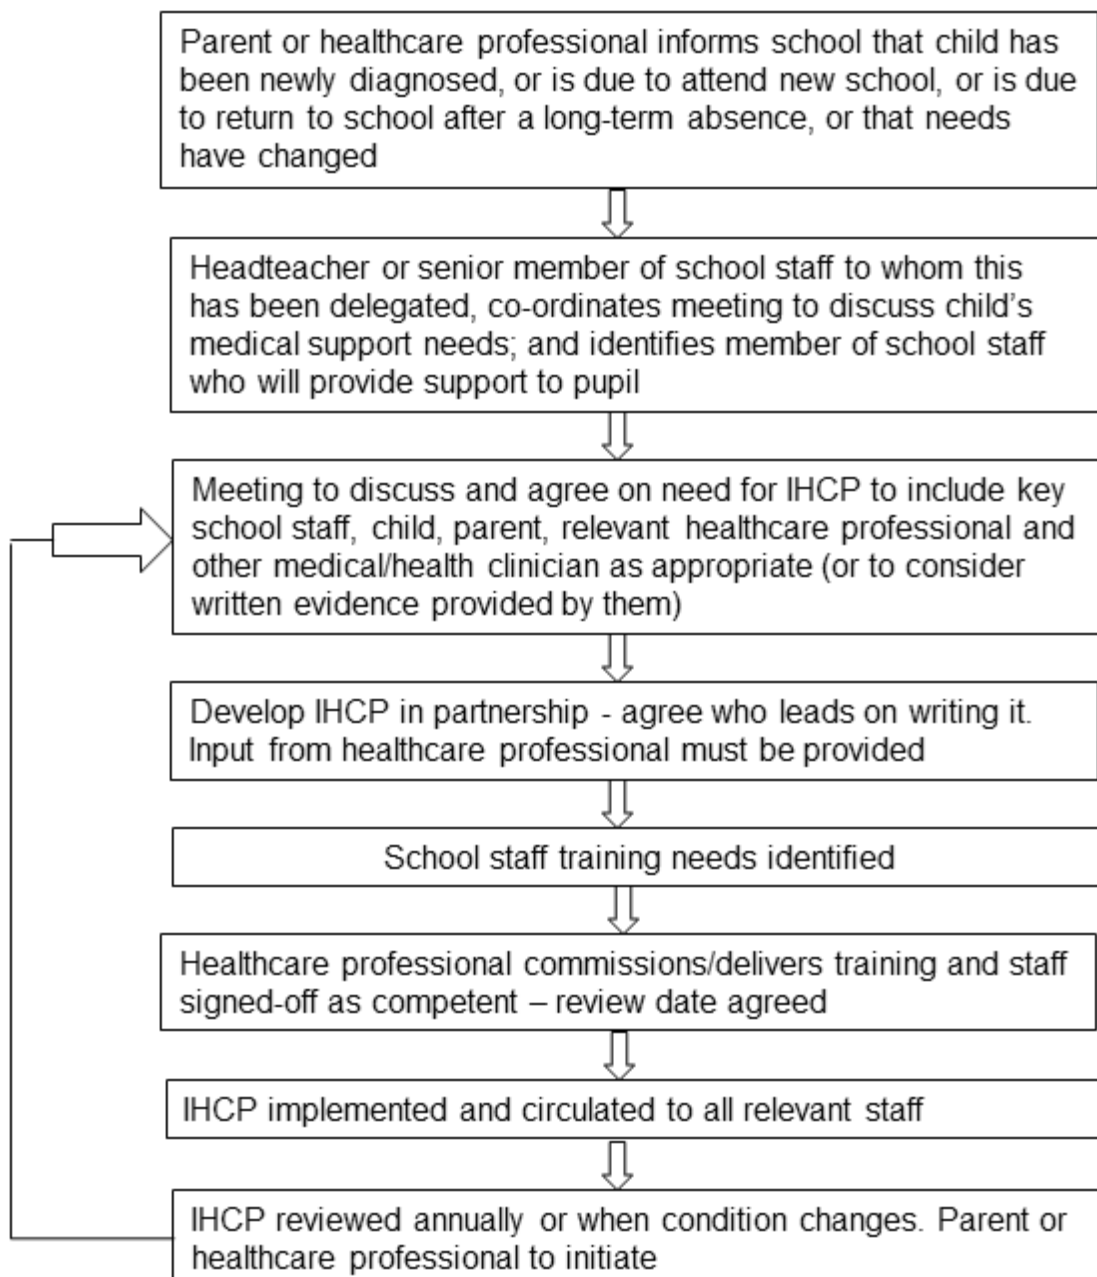 Parent or healthcare professional informs school that child has
been newly diagnosed, or is due to attend new school, or is due
to return to school after a long-term absence, or that needs
have changed
Headteacher or senior member of school staff to whom this
has been delegated, co-ordinates meeting to discuss child's
medical support needs; and identifies member of school staff
who will provide support to pupil
Meeting to discuss and agree on need for IHCP to include key
school staff, child, parent, relevant healthcare professional and
other medical/health clinician as appropriate (or to consider
written evidence provided by them)
Develop IHCP in partnership - agree who leads on writing it.
Input from healthcare professional must be provided
School staff training needs identified
Healthcare professional commissions/delivers training and staff
signed-off as competent – review date agreed
IHCP implemented and circulated to all relevant staff
IHCP reviewed annually or when condition changes. Parent or
healthcare professional to initiate